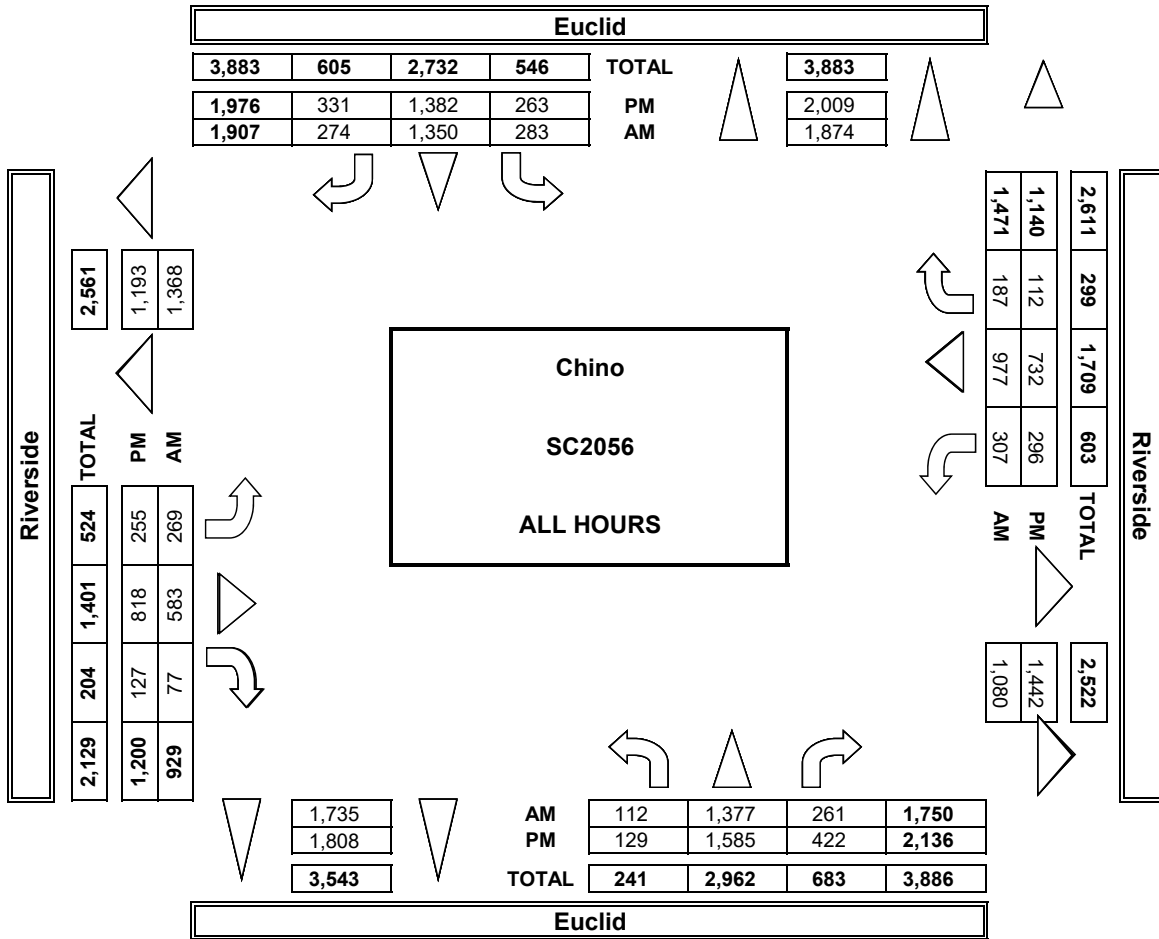 Euclid
3,883 605 2,732 546 TOTAL 3,883
1,976 331 1,382 263 PM 2,009
1,907 274 1,350 283 AM 1,874
Riverside
2,561 1,193 1,368
TOTAL PM AM
524 255 269
1,401 818 583
204 127 77
2,129 1,200 929
Chino
SC2056
ALL HOURS
1,471 1,140 2,611
187 112 299
977 732 1,709
307 296 603
AM PM TOTAL
1,080 1,442 2,522
Riverside
1,735 AM 112 1,377 261 1,750
1,808 PM 129 1,585 422 2,136
3,543 TOTAL 241 2,962 683 3,886
Euclid